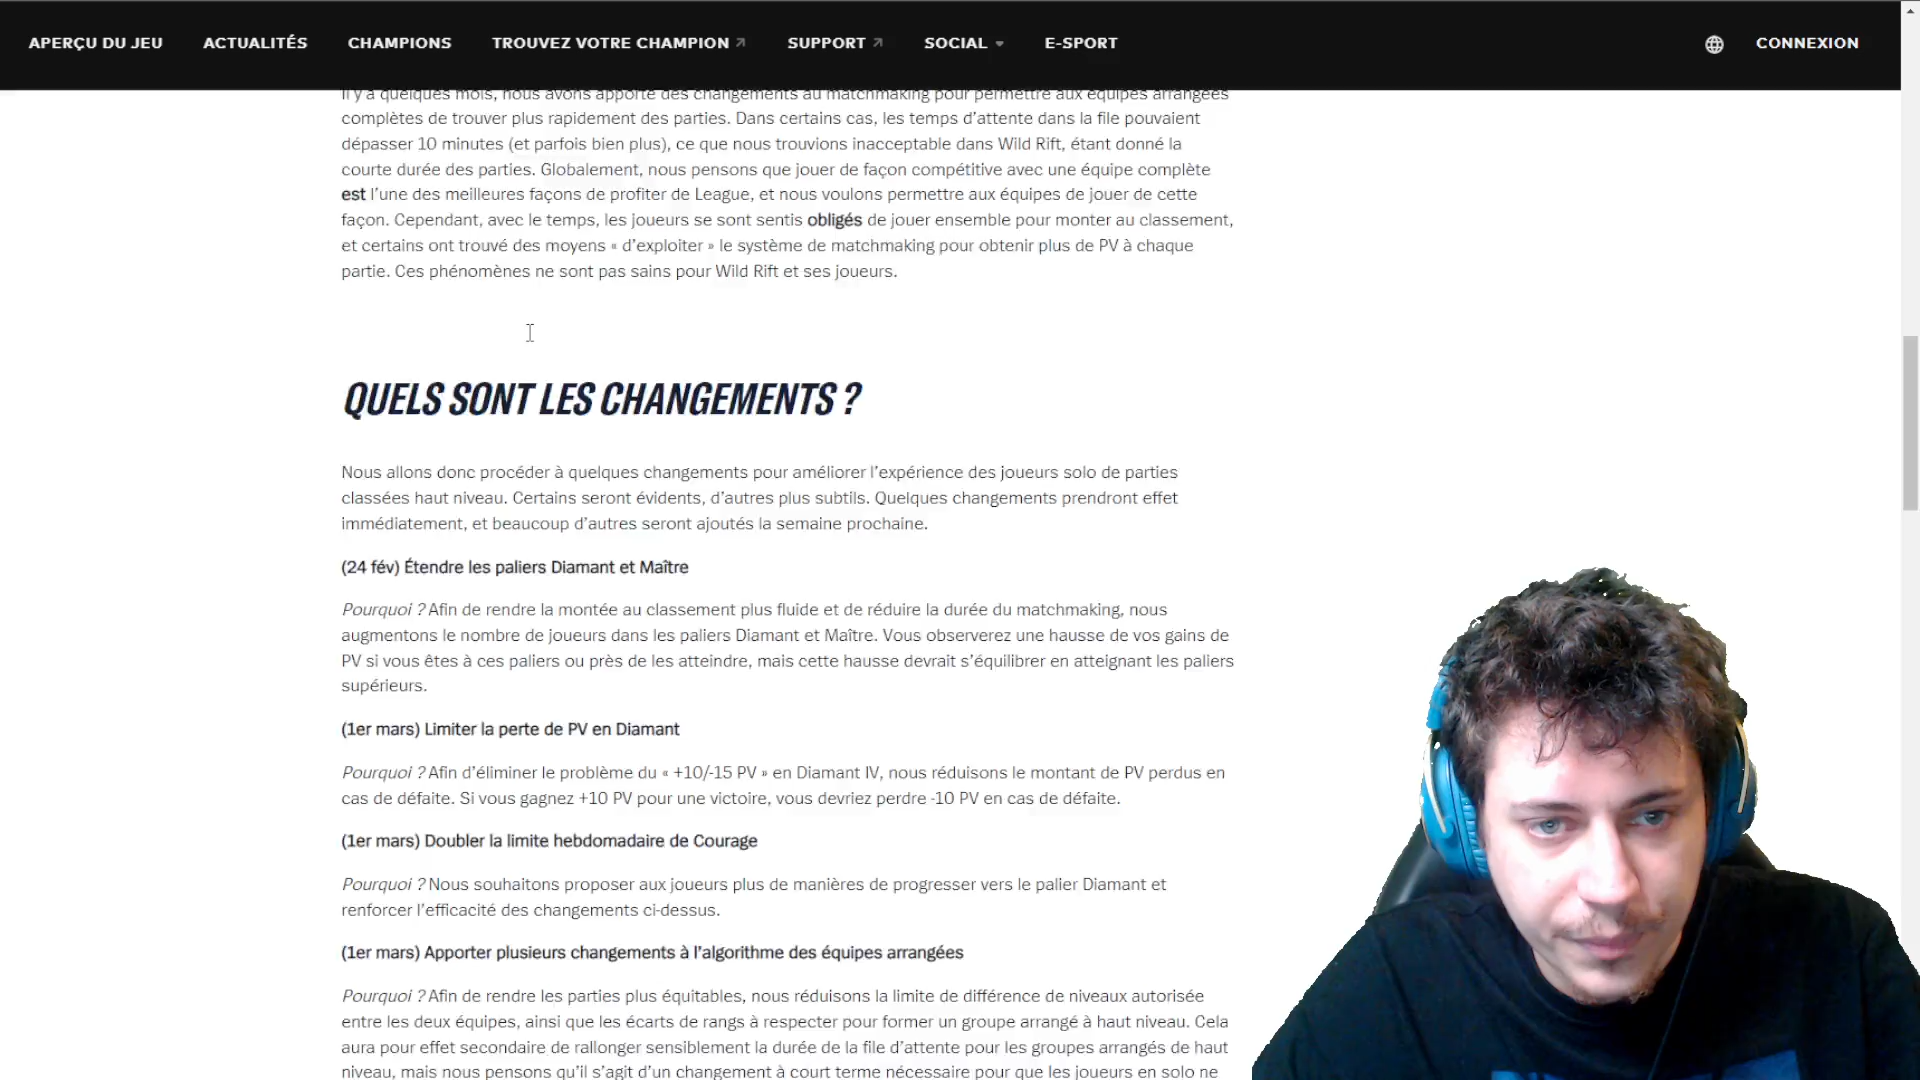 APERÇU DU JEU ACTUALITÉS CHAMPIONS TROUVEZ VOTRE CHAMPION SUPPORT SOCIAL E-SPORT CONNEXION
Il y a quelques mois, nous avons apporté des changements au matchmaking pour permettre aux équipes arrangées
complètes de trouver plus rapidement des parties. Dans certains cas, les temps d'attente dans la file pouvaient
dépasser 10 minutes (et parfois bien plus), ce que nous trouvions inacceptable dans Wild Rift, étant donné la
courte durée des parties. Globalement, nous pensons que jouer de façon compétitive avec une équipe complète
est l'une des meilleures façons de profiter de League, et nous voulons permettre aux équipes de jouer de cette
façon. Cependant, avec le temps, les joueurs se sont sentis obligés de jouer ensemble pour monter au classement,
et certains ont trouvé des moyens « d'exploiter » le système de matchmaking pour obtenir plus de PV à chaque
partie. Ces phénomènes ne sont pas sains pour Wild Rift et ses joueurs.
QUELS SONT LES CHANGEMENTS ?
Nous allons donc procéder à quelques changements pour améliorer l'expérience des joueurs solo de parties
classées haut niveau. Certains seront évidents, d'autres plus subtils. Quelques changements prendront effet
immédiatement, et beaucoup d'autres seront ajoutés la semaine prochaine.
(24 fév) Étendre les paliers Diamant et Maître
Pourquoi ? Afin de rendre la montée au classement plus fluide et de réduire la durée du matchmaking, nous
augmentons le nombre de joueurs dans les paliers Diamant et Maître. Vous observerez une hausse de vos gains de
PV si vous êtes à ces paliers ou près de les atteindre, mais cette hausse devrait s'équilibrer en atteignant les paliers
supérieurs.
(1er mars) Limiter la perte de PV en Diamant
Pourquoi ? Afin d'éliminer le problème du « +10/-15 PV » en Diamant IV, nous réduisons le montant de PV perdus en
cas de défaite. Si vous gagnez +10 PV pour une victoire, vous devriez perdre -10 PV en cas de défaite.
(1er mars) Doubler la limite hebdomadaire de Courage
Pourquoi ? Nous souhaitons proposer aux joueurs plus de manières de progresser vers le palier Diamant et
renforcer l'efficacité des changements ci-dessus.
(1er mars) Apporter plusieurs changements à l'algorithme des équipes arrangées
Pourquoi ? Afin de rendre les parties plus équitables, nous réduisons la limite de différence de niveaux autorisée
entre les deux équipes, ainsi que les écarts de rangs à respecter pour former un groupe arrangé à haut niveau. Cela
aura pour effet secondaire de rallonger sensiblement la durée de la file d'attente pour les groupes arrangés de haut
niveau, mais nous pensons qu'il s'agit d'un changement à court terme nécessaire pour que les joueurs en solo ne